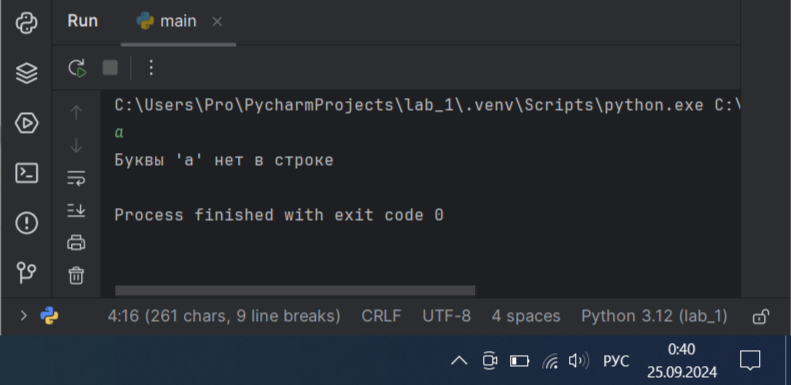 Run main
C:\Users\Pro\PycharmProjects\lab_1\.venv\Scripts\python.exe C:\
а
Буквы 'а' нет в строке
Process finished with exit code 0
4:16 (261 chars, 9 line breaks) CRLF UTF-8 4 spaces Python 3.12 (lab_1)
РУС
0:40
25.09.2024